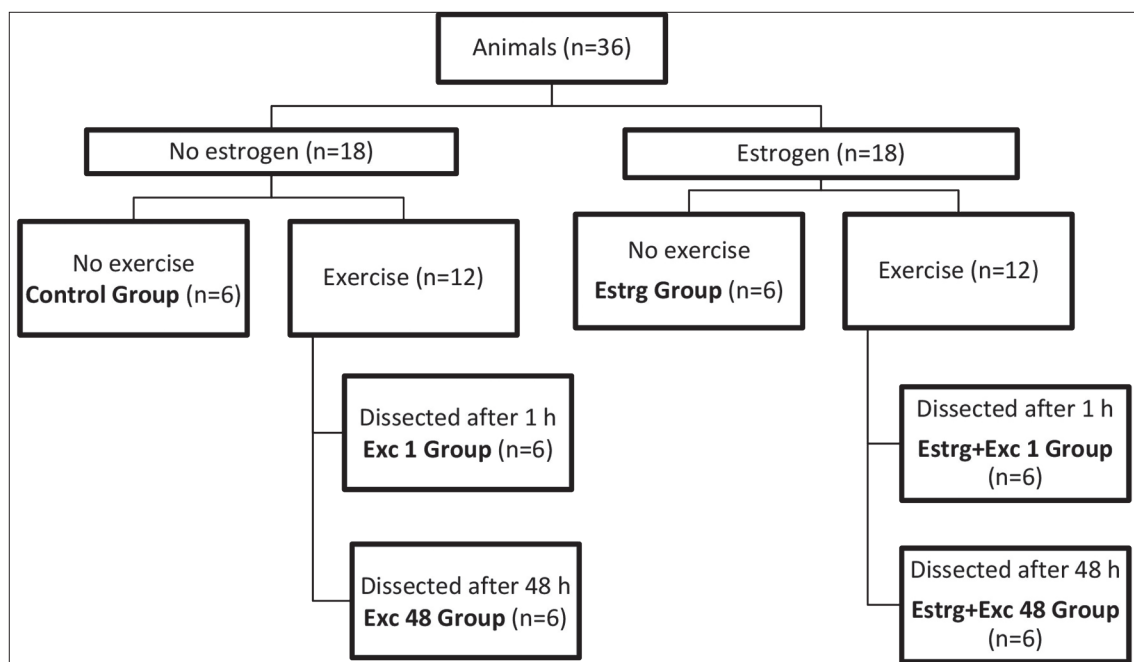 Animals (n=36)
No estrogen (n=18)
Estrogen (n=18)
No exercise
Control Group (n=6)
Exercise (n=12)
No exercise
Estrg Group (n=6)
Exercise (n=12)
Dissected after 1 h
Exc 1 Group (n=6)
Dissected after 48 h
Exc 48 Group (n=6)
Dissected after 1 h
Estrg+Exc 1 Group
(n=6)
Dissected after 48 h
Estrg+Exc 48 Group
(n=6)